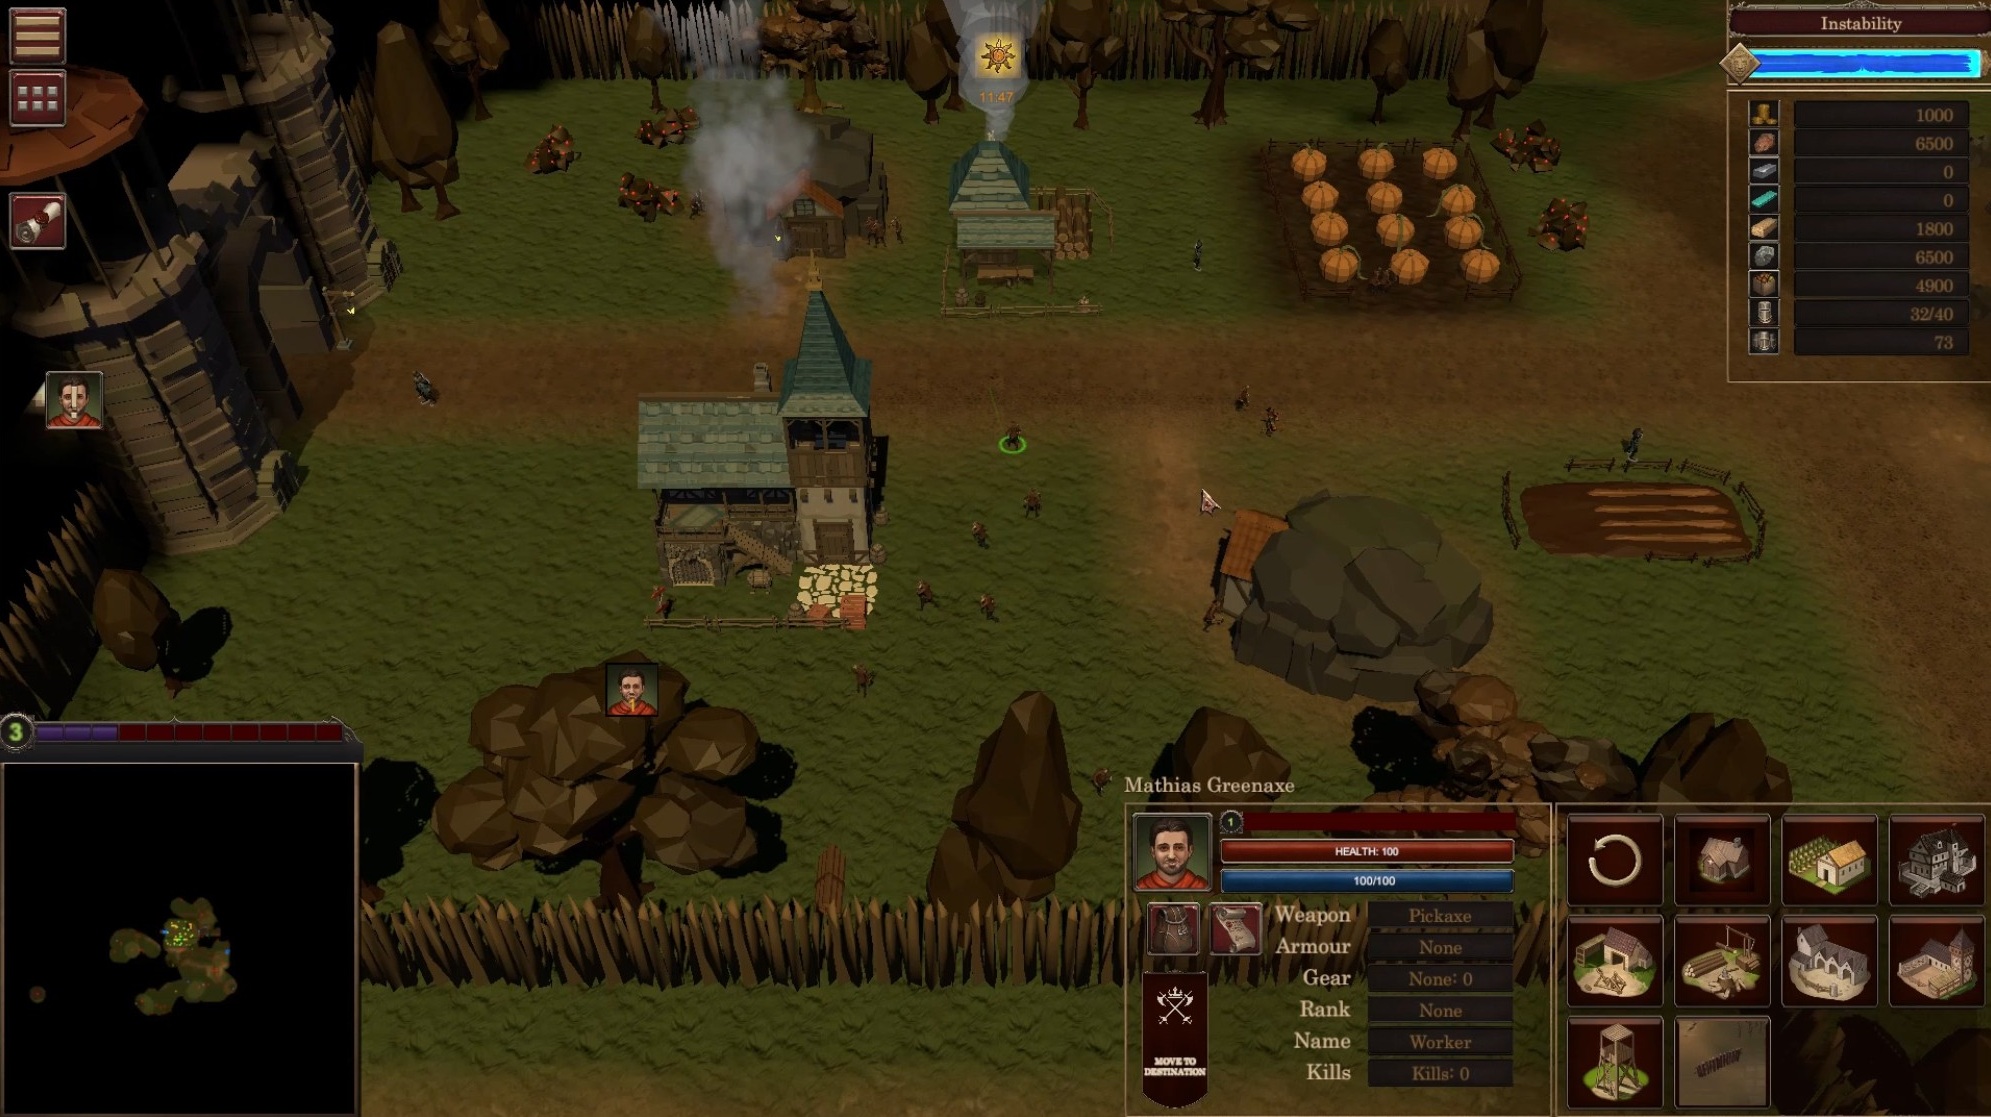 Instability
11:47
1000
6500
0
0
1800
6500
4900
32/40
73
3
Mathias Greenaxe
1
HEALTH: 100
100/100
Weapon Pickaxe
Armour None
Gear None: 0
Rank None
Name Worker
Kills Kills: 0
MOVE TO
DESTINATION